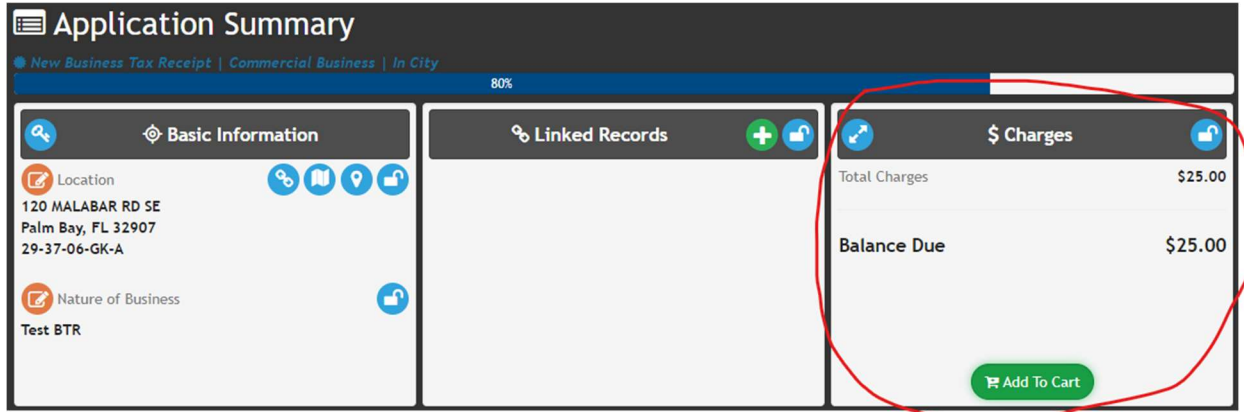 Application Summary
New Business Tax Receipt | Commercial Business | In City
80%
Basic Information
Location
120 MALABAR RD SE
Palm Bay, FL 32907
29-37-06-GK-A
Nature of Business
Test BTR
Linked Records
$ Charges
Total Charges $25.00
Balance Due $25.00
Add To Cart